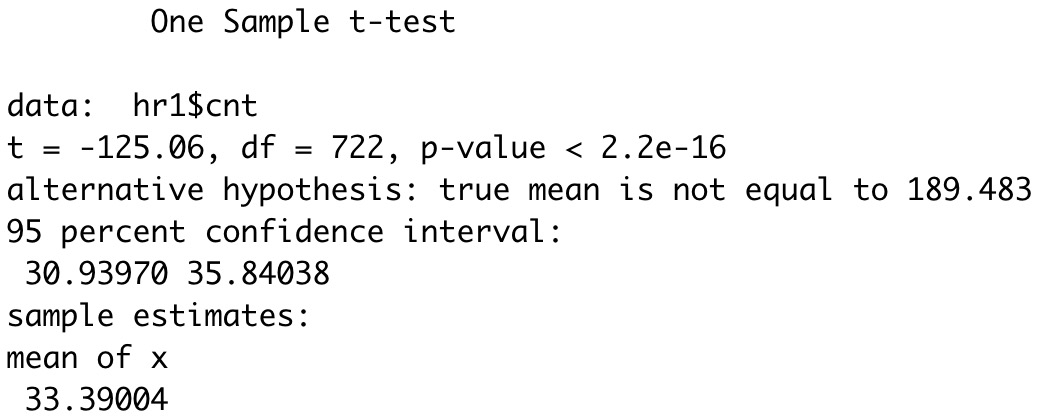 One Sample t-test
data:  hr1$cnt
t = -125.06, df = 722, p-value < 2.2e-16
alternative hypothesis: true mean is not equal to 189.483
95 percent confidence interval:
30.93970 35.84038
sample estimates:
mean of x
33.39004